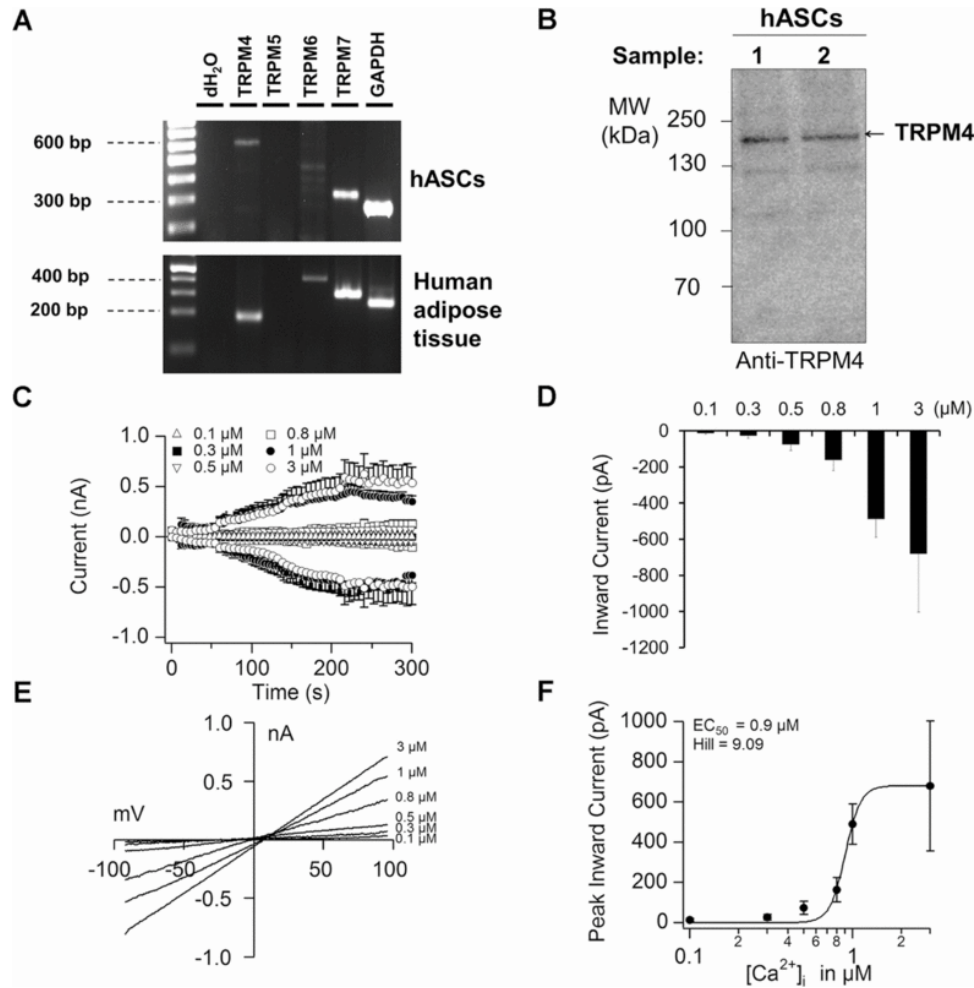 A
dH₂O
TRPM4
TRPM5
TRPM6
TRPM7
GAPDH
600 bp
300 bp
hASCs
400 bp
200 bp
Human
adipose
tissue
B
hASCs
Sample: 1 2
MW
(kDa)
250
130
100
70
TRPM4
Anti-TRPM4
C
1.0
0.5
0.0
-0.5
-1.0
Current (nA)
0.1 µM
0.3 µM
0.5 µM
0.8 µM
1 µM
3 µM
0 100 200 300
Time (s)
D
0.1 0.3 0.5 0.8 1 3 (µM)
0
-200
-400
-600
-800
-1000
-1200
Inward Current (pA)
E
1.0
nA
0.5
3 µM
1 µM
0.8 µM
0.5 µM
0.3 µM
0.1 µM
mV
-100 -50 0 50 100
-0.5
-1.0
F
EC₅₀ = 0.9 µM
Hill = 9.09
1000
800
600
400
200
0
Peak Inward Current (pA)
0.1 2 4 6 8 1 2
[Ca²⁺]ᵢ in µM